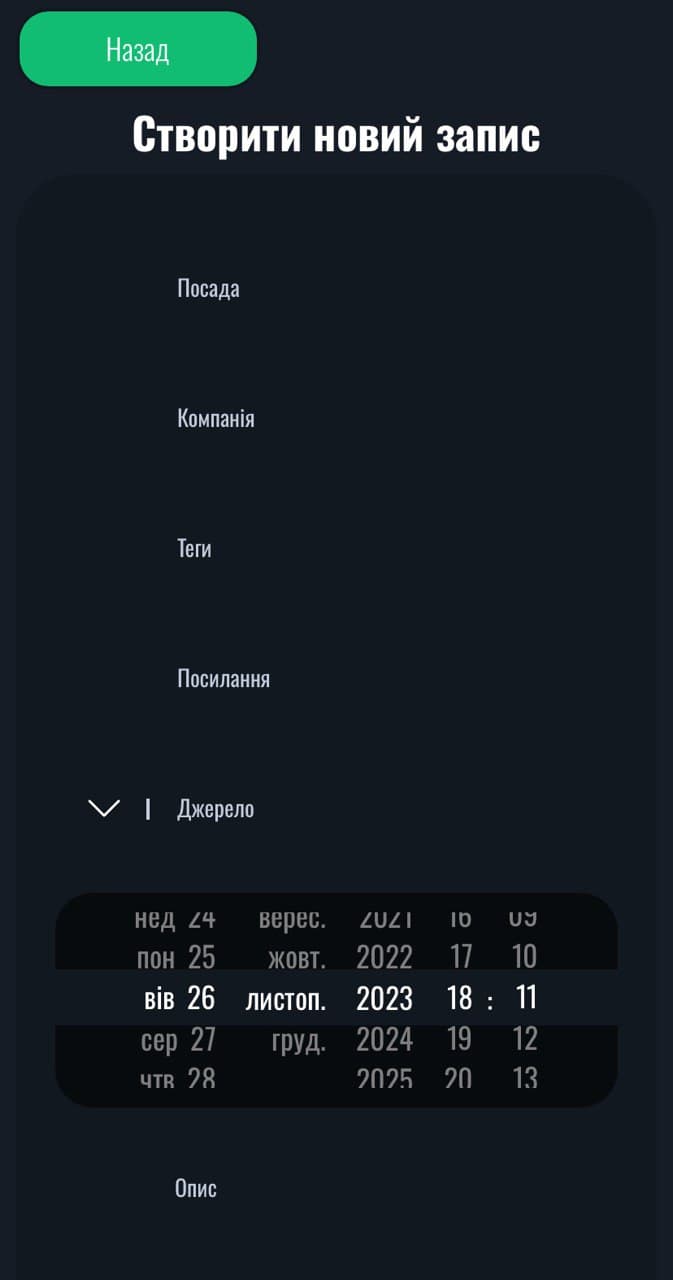 Назад
Створити новий запис
Посада
Компанія
Теги
Посилання
Джерело
нед 24 верес. 2021 16 09
пон 25 жовт. 2022 17 10
вів 26 листоп. 2023 18 : 11
сер 27 груд. 2024 19 12
чтв 28 2025 20 13
Опис